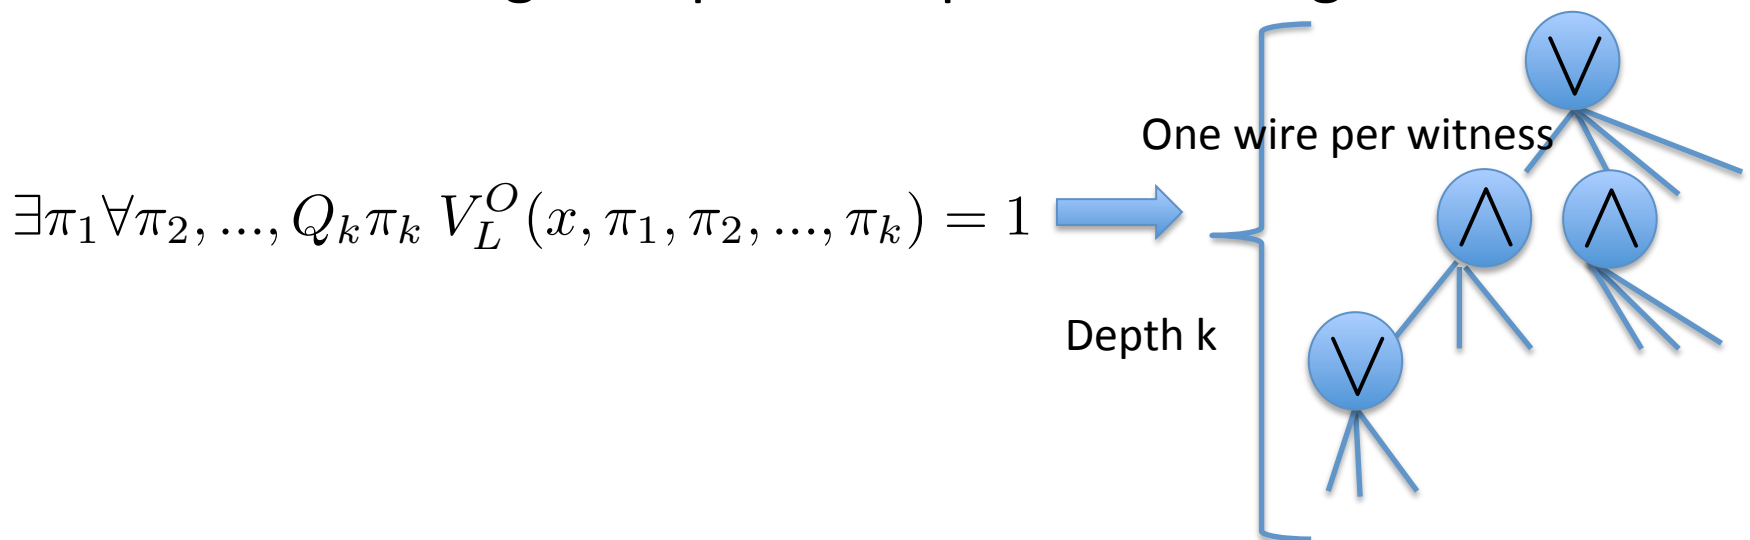 One wire per witness
∃π₁∀π₂, ..., Qₖπₖ V_L^O(x, π₁, π₂, ..., πₖ) = 1
Depth k
⋁
⋀ ⋀
⋁